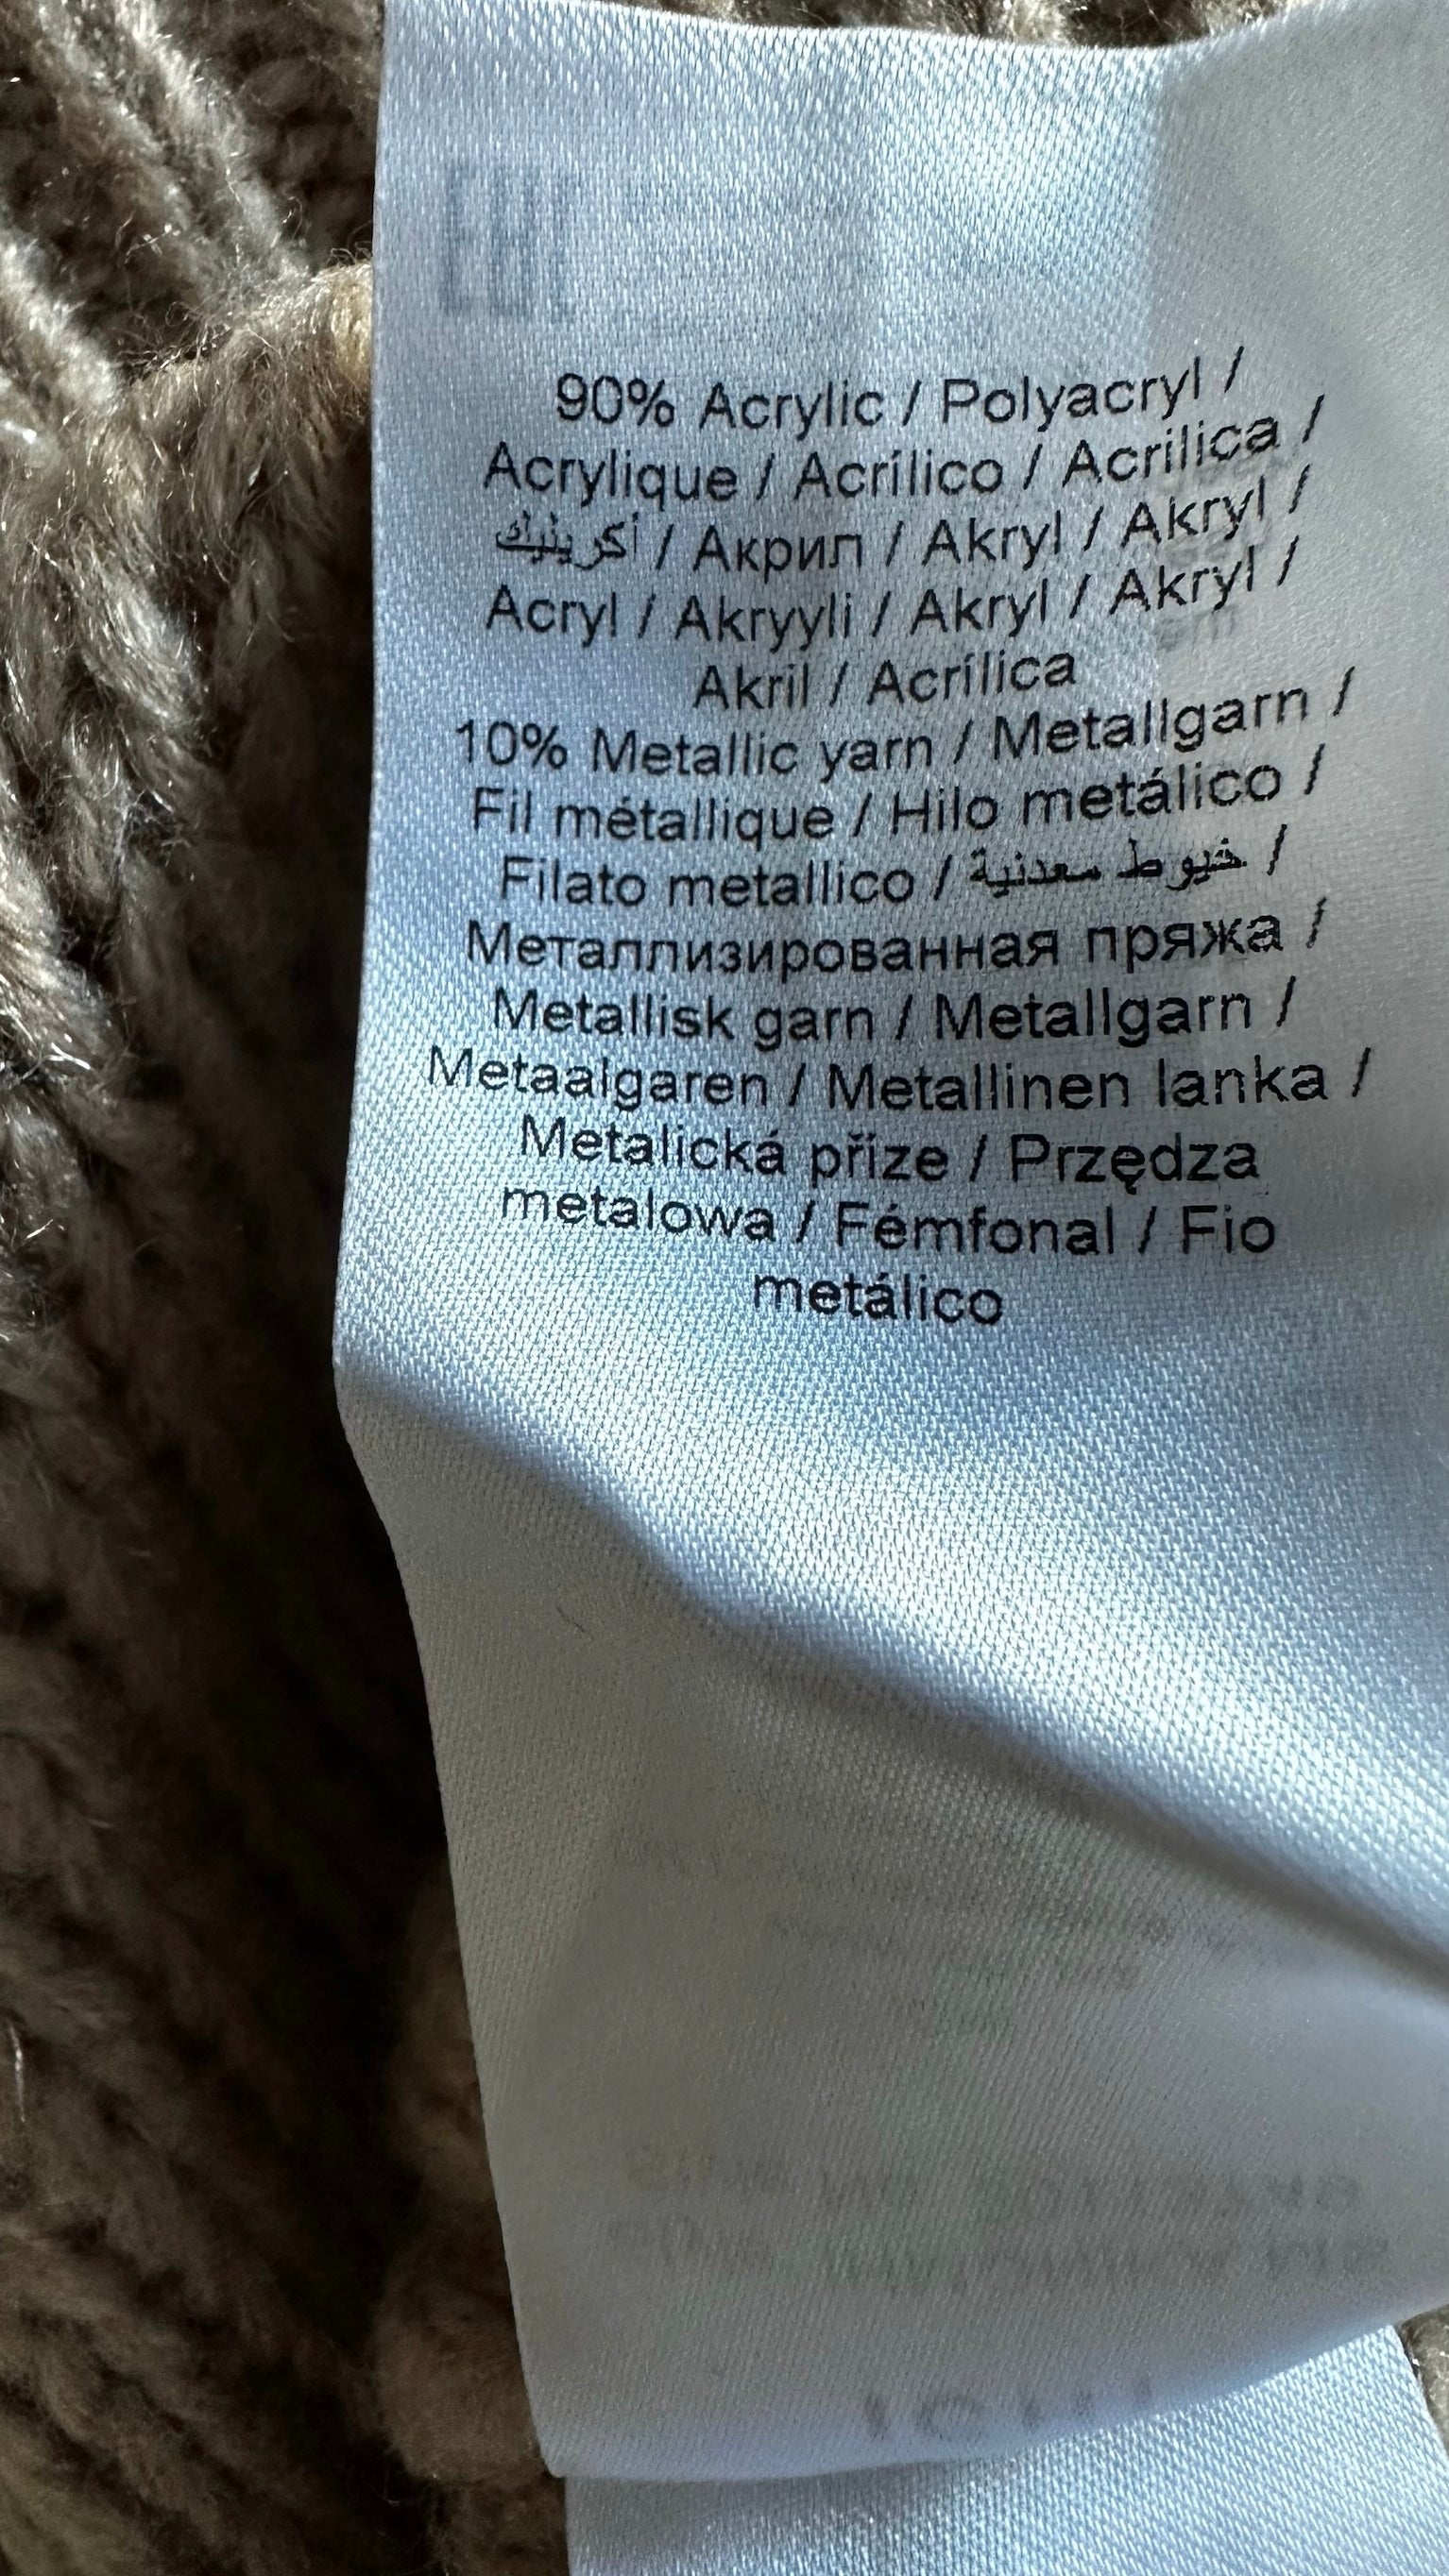 90% Acrylic / Polyacryl /
Acrylique / Acrílico / Acrilica /
أكريليك / Акрил / Akryl / Akryl /
Acryl / Akryyli / Akryl / Akryl /
Akril / Acrílica
10% Metallic yarn / Metallgarn /
Fil métallique / Hilo metálico /
Filato metallico / خيوط معدنية /
Металлизированная пряжа /
Metallisk garn / Metallgarn /
Metaalgaren / Metallinen lanka /
Metalická příze / Przędza
metalowa / Fémfonal / Fio
metálico